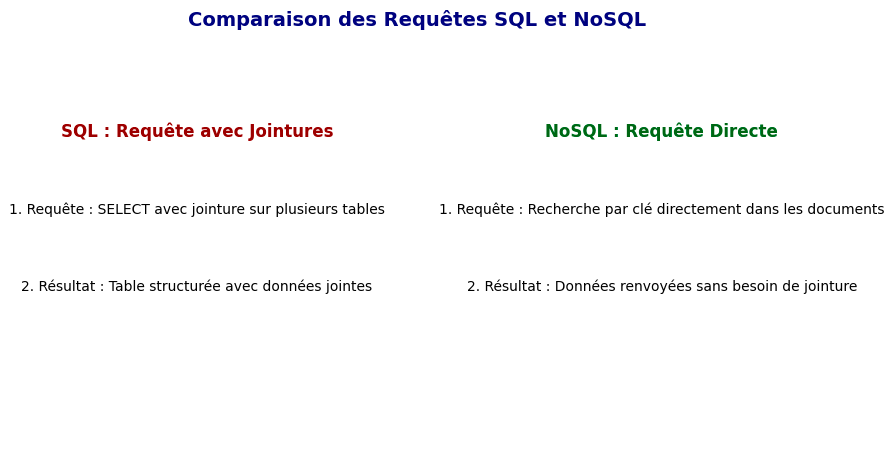 Comparaison des Requêtes SQL et NoSQL
SQL : Requête avec Jointures
1. Requête : SELECT avec jointure sur plusieurs tables
2. Résultat : Table structurée avec données jointes
NoSQL : Requête Directe
1. Requête : Recherche par clé directement dans les documents
2. Résultat : Données renvoyées sans besoin de jointure